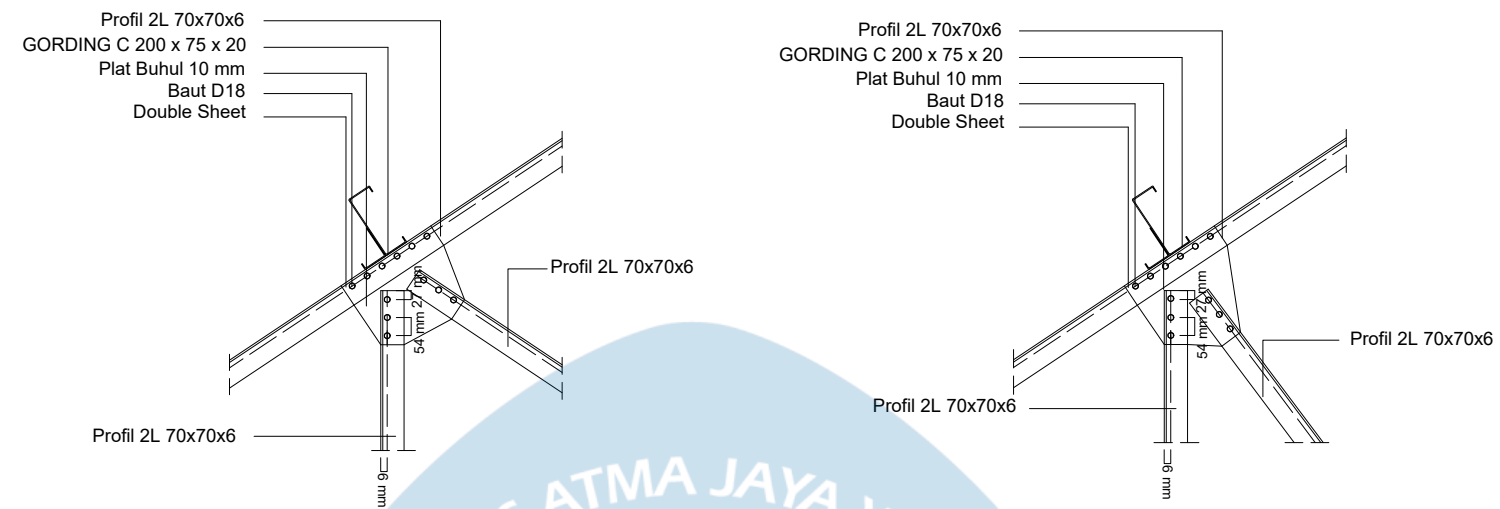 Profil 2L 70x70x6
GORDING C 200 x 75 x 20
Plat Buhul 10 mm
Baut D18
Double Sheet
Profil 2L 70x70x6
54 mm 27 mm
Profil 2L 70x70x6
6 mm
Profil 2L 70x70x6
GORDING C 200 x 75 x 20
Plat Buhul 10 mm
Baut D18
Double Sheet
54 mm 27 mm
Profil 2L 70x70x6
Profil 2L 70x70x6
6 mm
ATMA JAYA